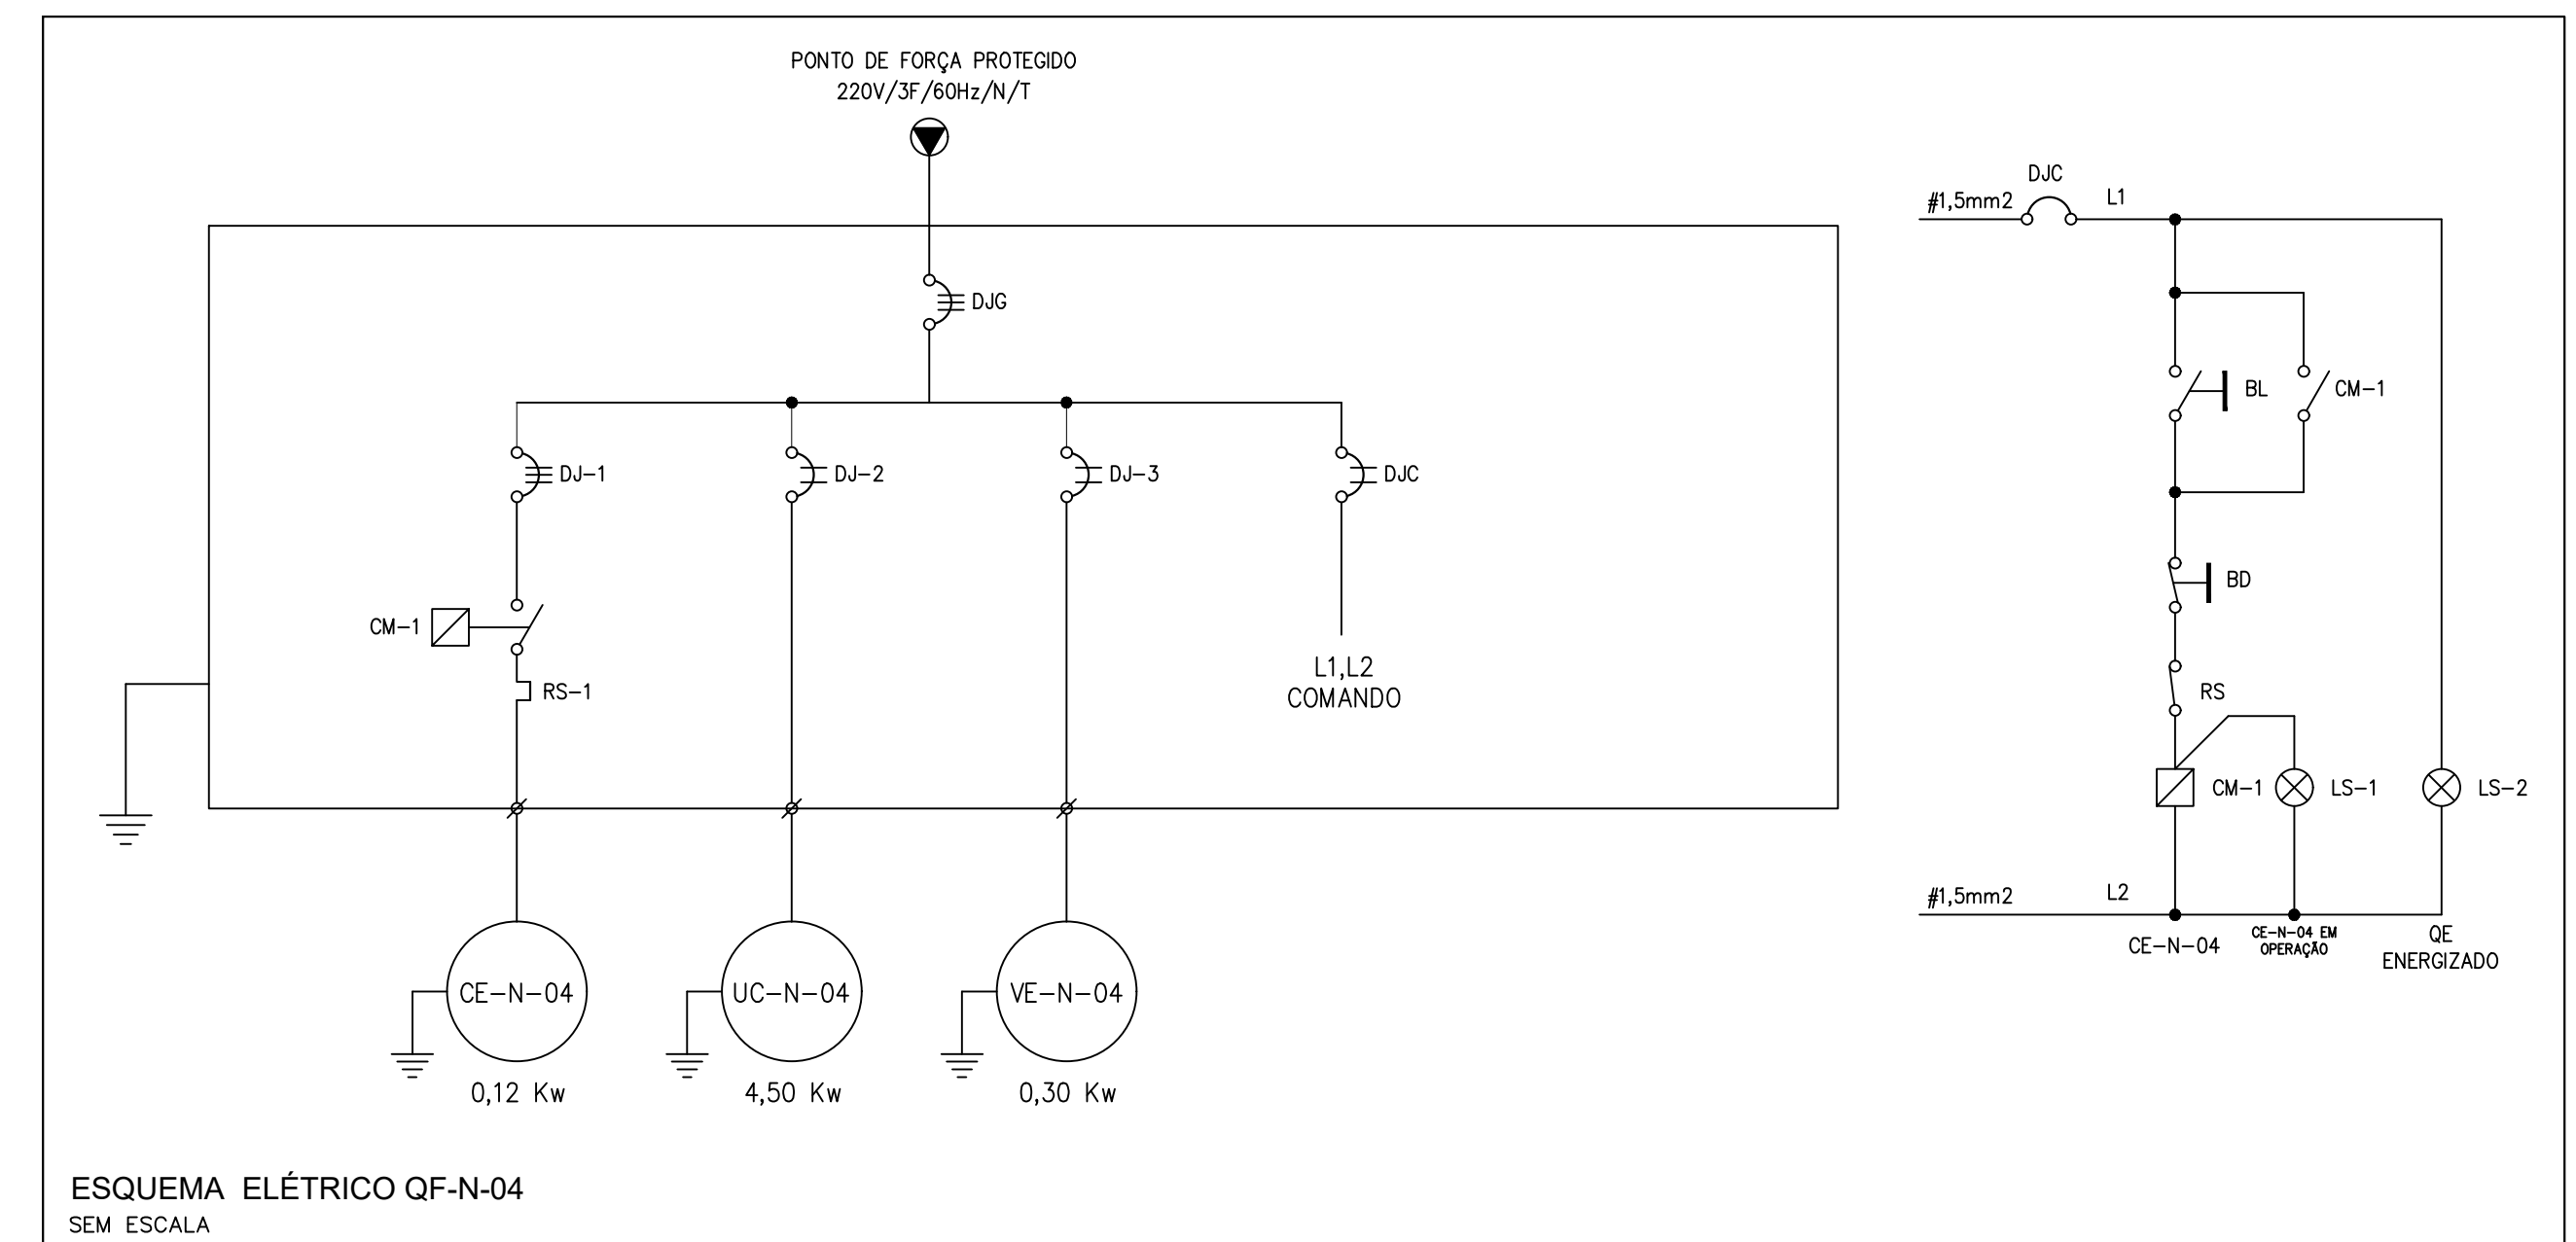 PONTO DE FORÇA PROTEGIDO
220V/3F/60Hz/N/T
DJG
DJ-1
DJ-2
DJ-3
DJC
CM-1
RS-1
L1,L2
COMANDO
CE-N-04
UC-N-04
VE-N-04
0,12 Kw
4,50 Kw
0,30 Kw
DJC
#1,5mm2
L1
BL
CM-1
BD
RS
CM-1
LS-1
LS-2
#1,5mm2
L2
CE-N-04
CE-N-04 EM
OPERAÇÃO
QE
ENERGIZADO
ESQUEMA ELÉTRICO QF-N-04
SEM ESCALA